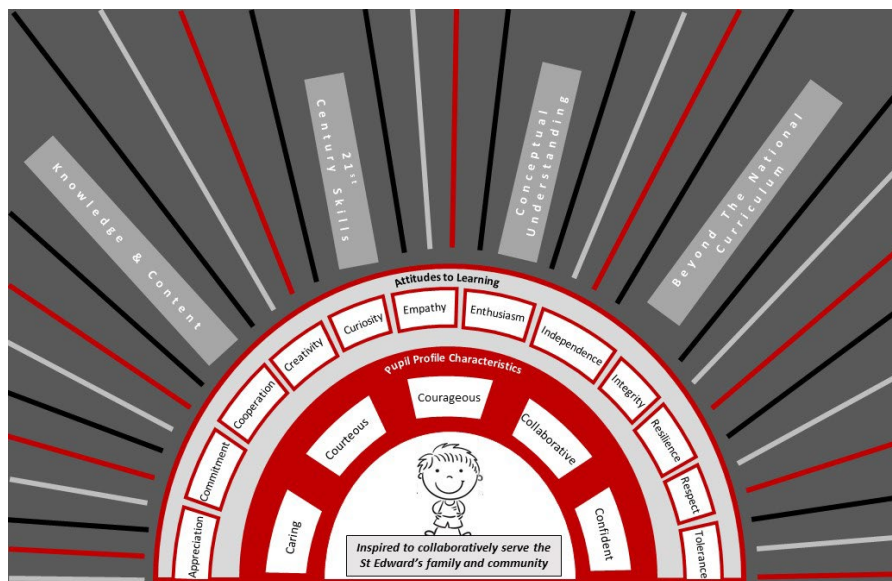 Knowledge & Content
21st
Century Skills
Conceptual
Understanding
Beyond The National
Curriculum
Attitudes to Learning
Appreciation
Commitment
Cooperation
Creativity
Curiosity
Empathy
Enthusiasm
Independence
Integrity
Resilience
Respect
Tolerance
Pupil Profile Characteristics
Caring
Courteous
Courageous
Collaborative
Confident
Inspired to collaboratively serve the
St Edward's family and community